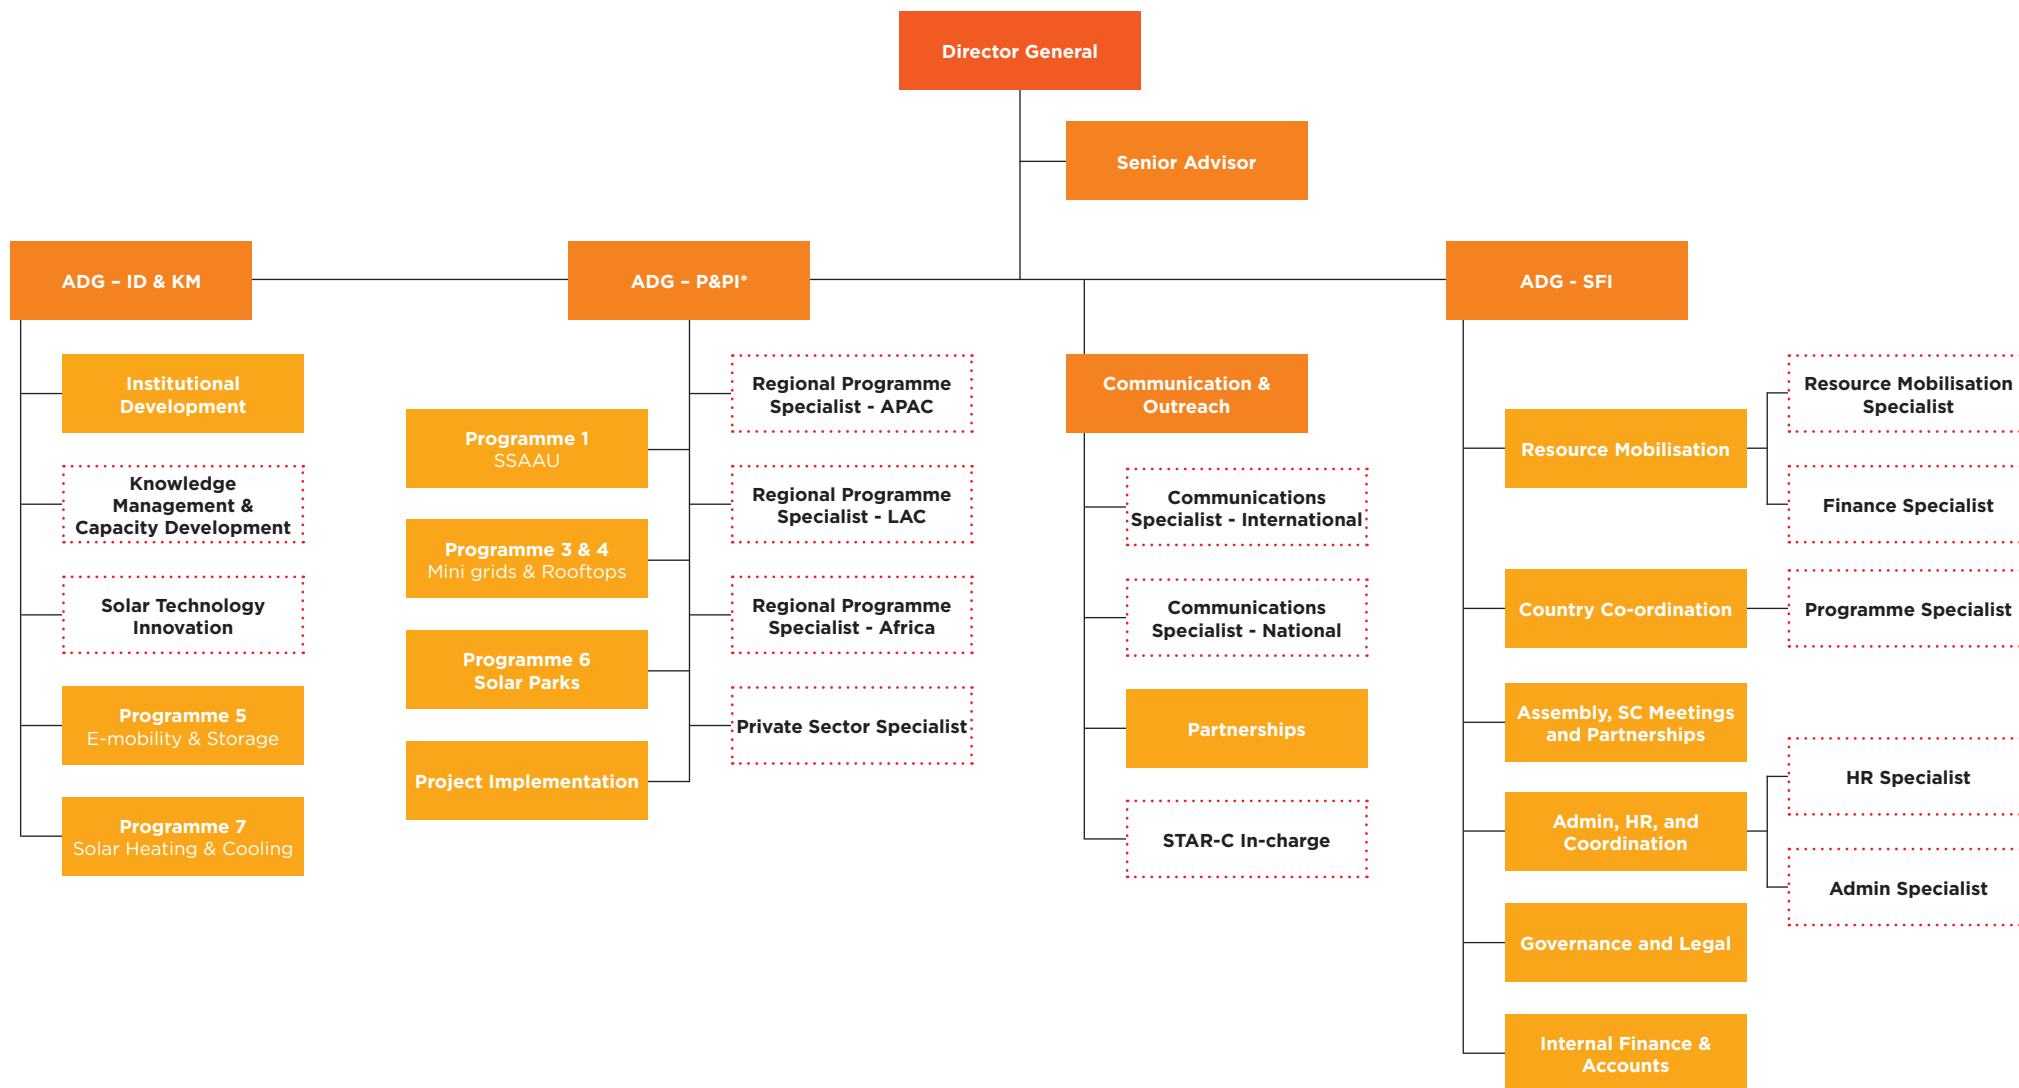 Director General
Senior Advisor
ADG – ID & KM
ADG – P&PI*
ADG - SFI
Institutional
Development
Knowledge
Management &
Capacity Development
Solar Technology
Innovation
Programme 5
E-mobility & Storage
Programme 7
Solar Heating & Cooling
Programme 1
SSAAU
Programme 3 & 4
Mini grids & Rooftops
Programme 6
Solar Parks
Project Implementation
Regional Programme
Specialist - APAC
Regional Programme
Specialist - LAC
Regional Programme
Specialist - Africa
Private Sector Specialist
Communication &
Outreach
Communications
Specialist - International
Communications
Specialist - National
Partnerships
STAR-C In-charge
Resource Mobilisation
Resource Mobilisation
Specialist
Finance Specialist
Country Co-ordination
Programme Specialist
Assembly, SC Meetings
and Partnerships
Admin, HR, and
Coordination
HR Specialist
Admin Specialist
Governance and Legal
Internal Finance &
Accounts